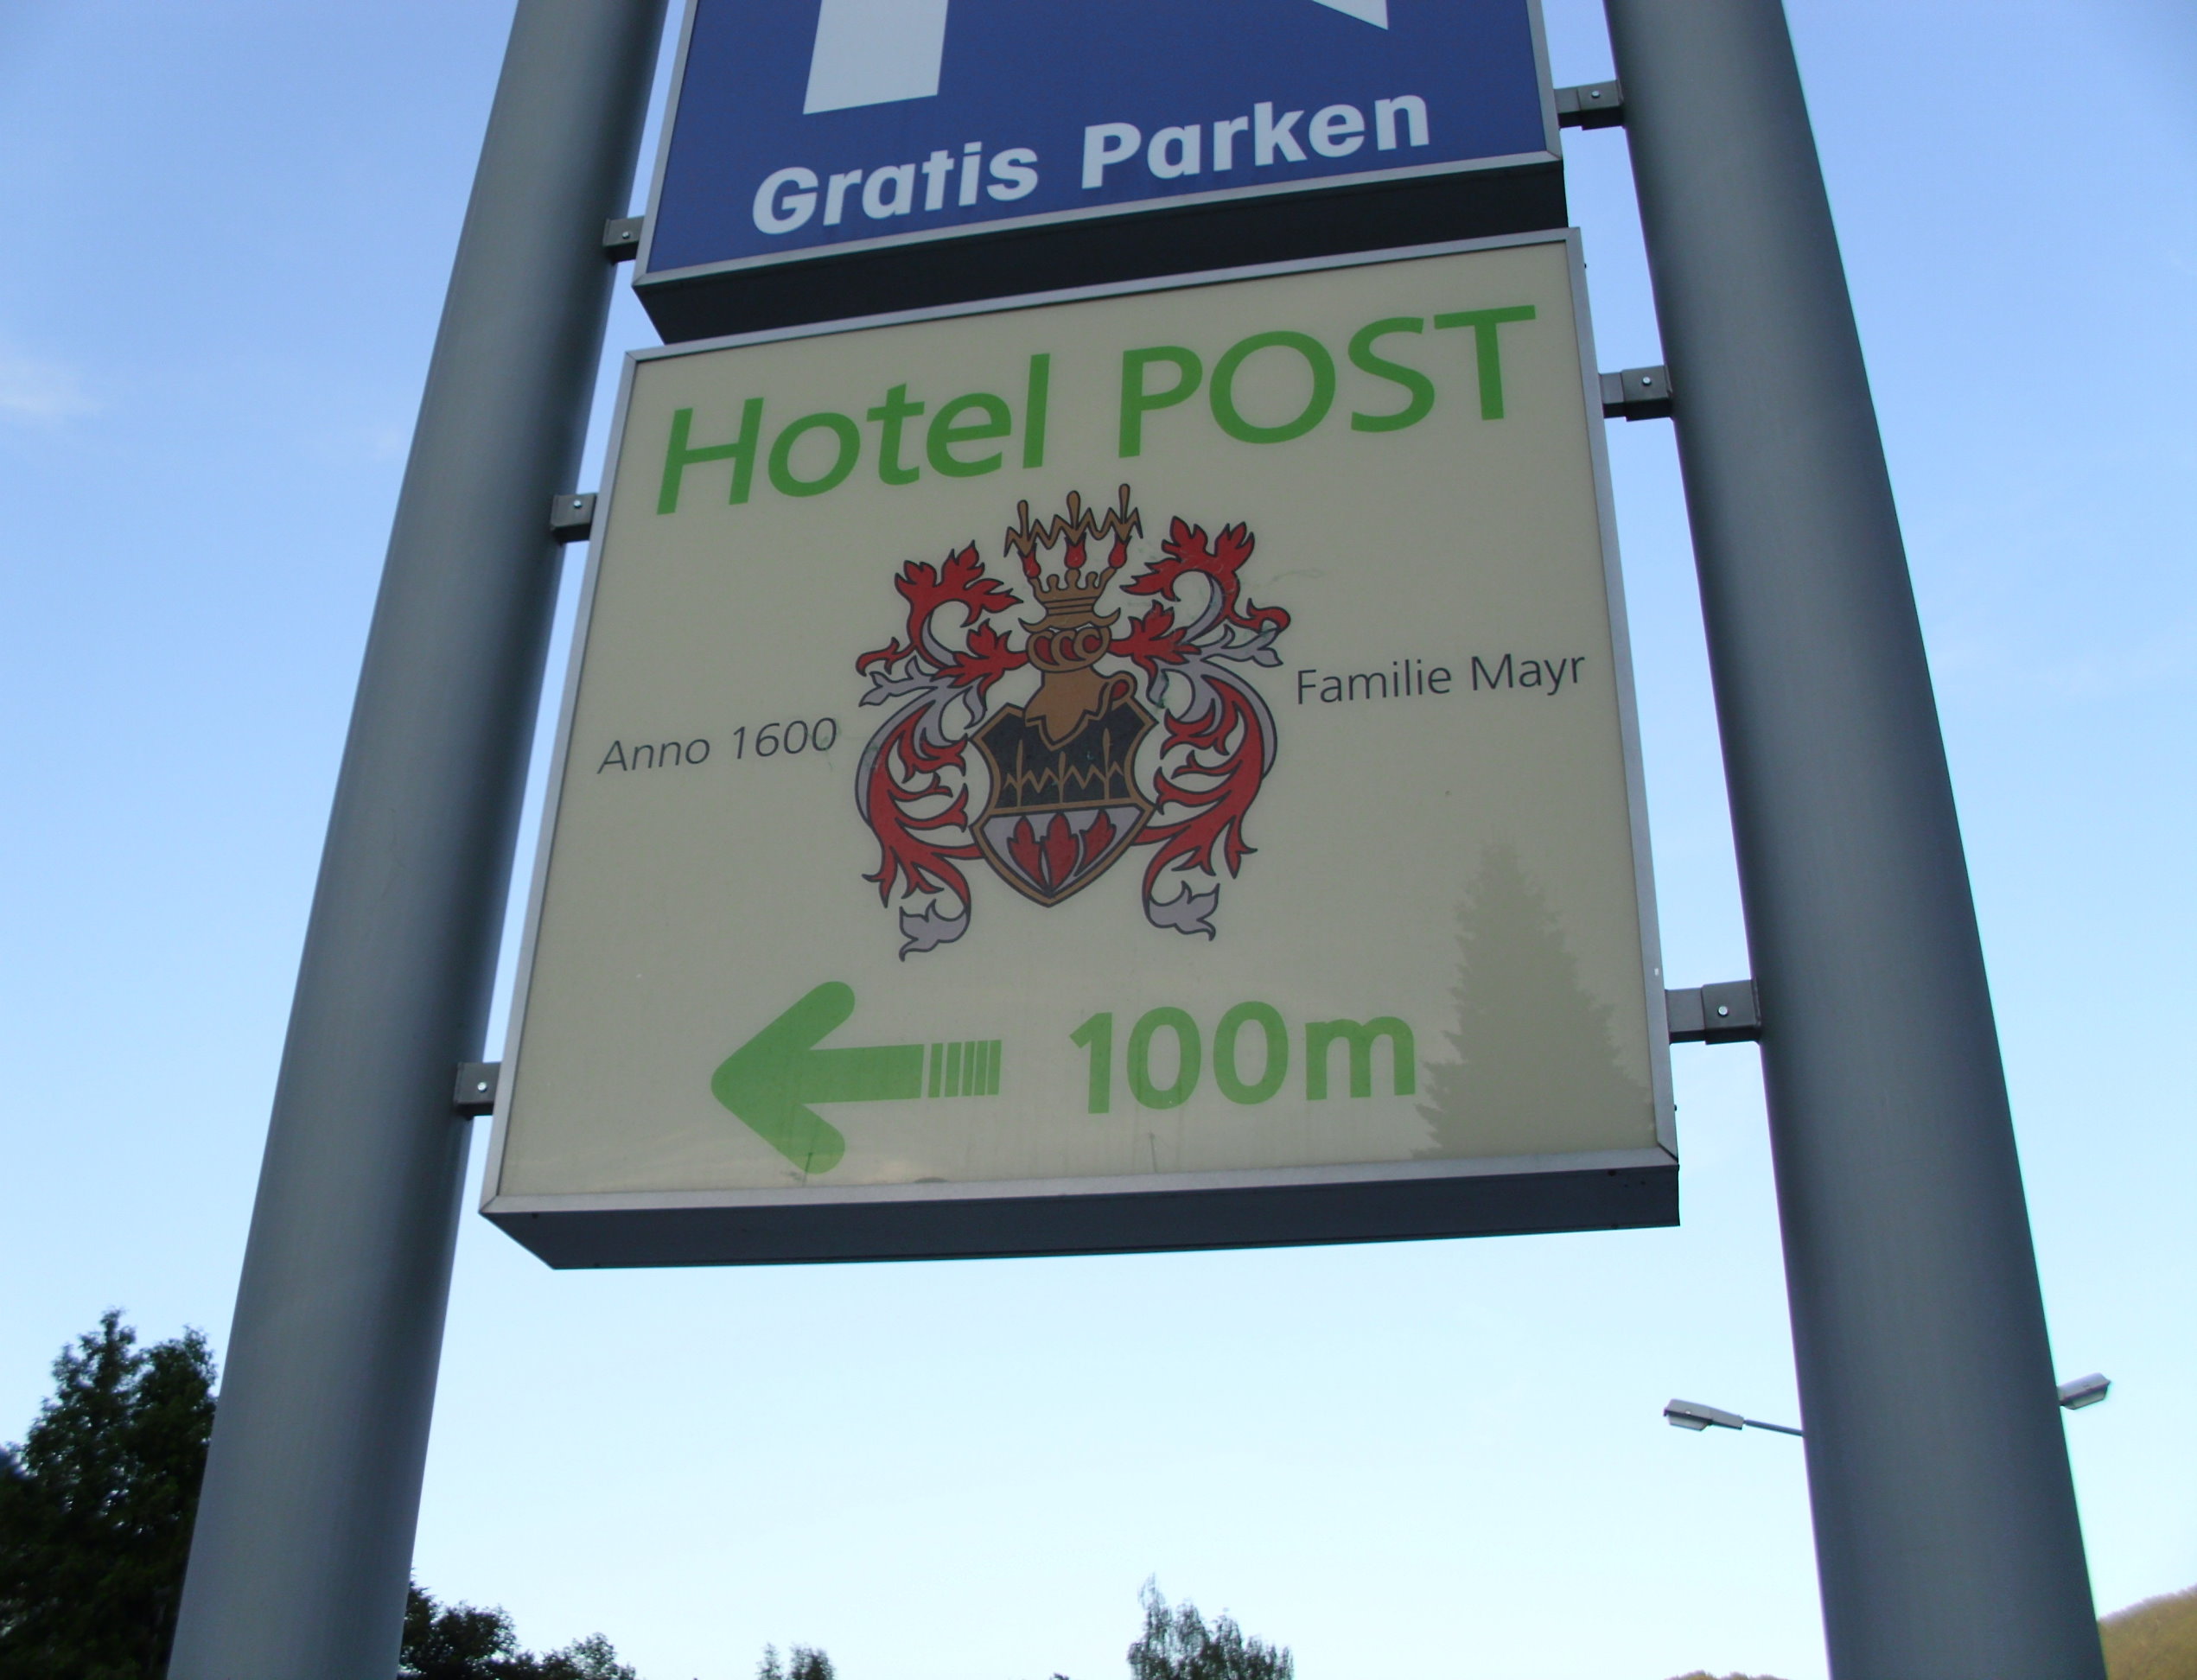 Gratis Parken
Hotel POST
Anno 1600
Familie Mayr
100m